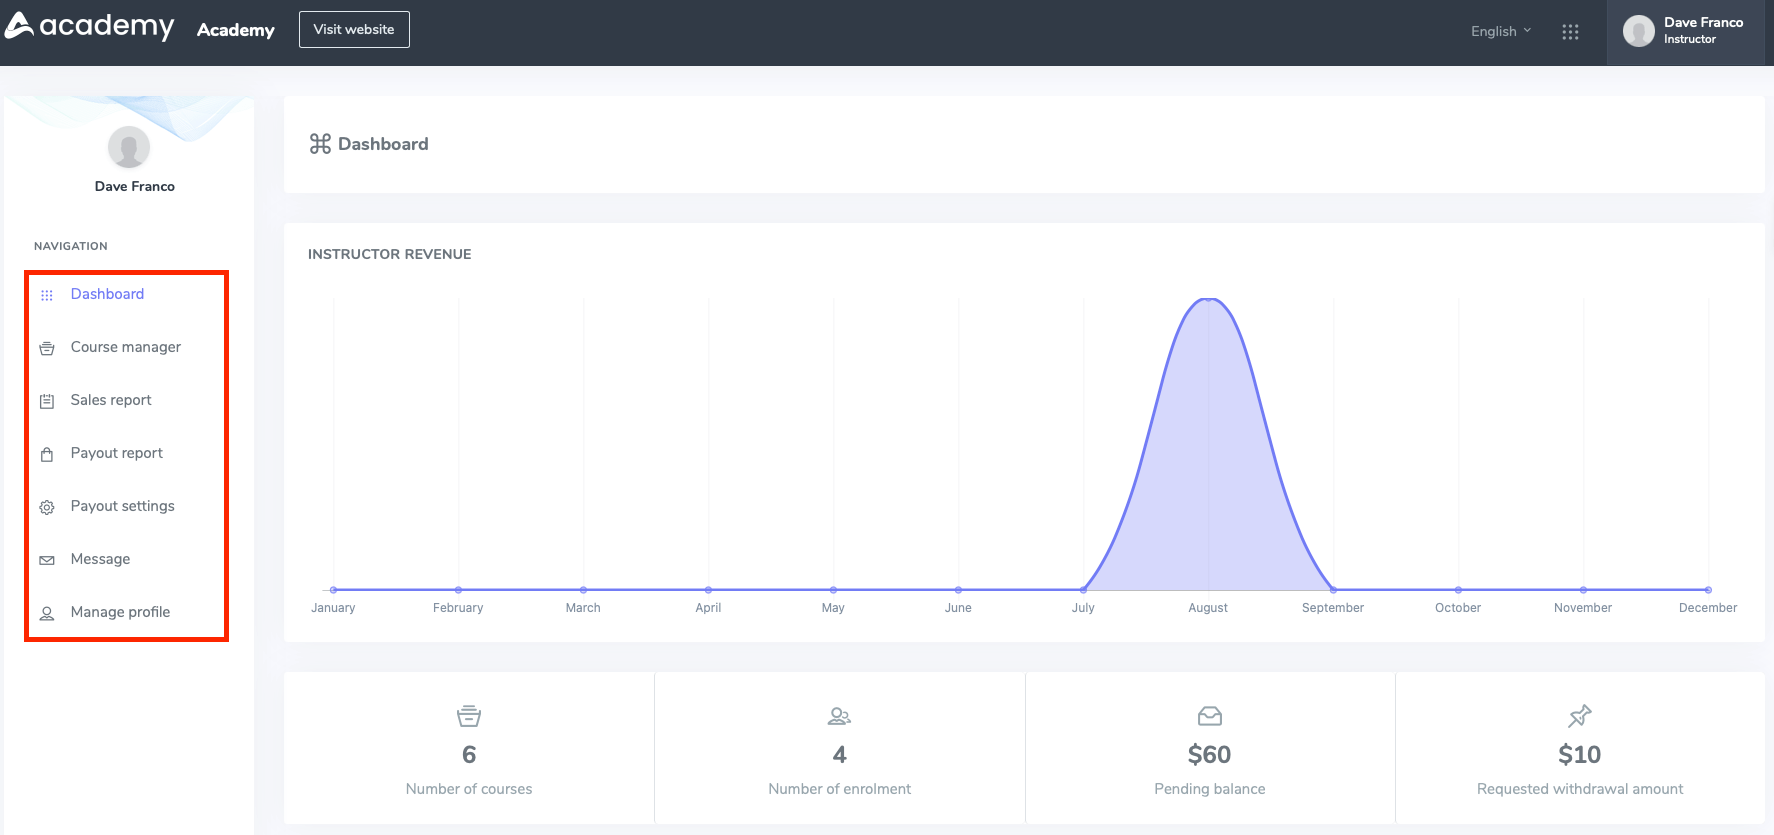 academy
Academy
Visit website
English
Dave Franco
Instructor
Dave Franco
NAVIGATION
Dashboard
Course manager
Sales report
Payout report
Payout settings
Message
Manage profile
Dashboard
INSTRUCTOR REVENUE
January February March April May June July August September October November December
6
Number of courses
4
Number of enrolment
$60
Pending balance
$10
Requested withdrawal amount